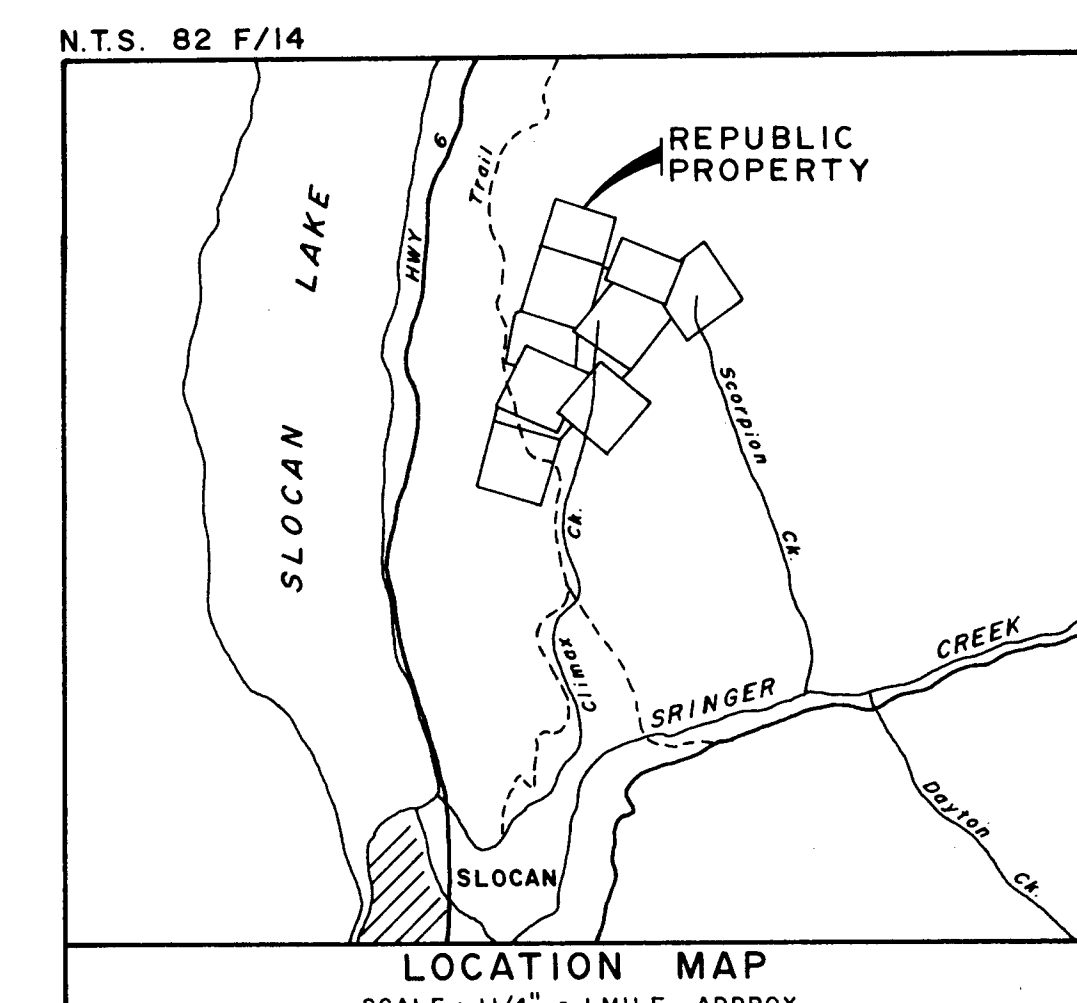 N.T.S. 82 F/14
REPUBLIC
PROPERTY
6
Trail
HWY
SLOCAN LAKE
Scorpion Ck.
Climax Ck.
SRINGER CREEK
Dayton Ck.
SLOCAN
LOCATION MAP